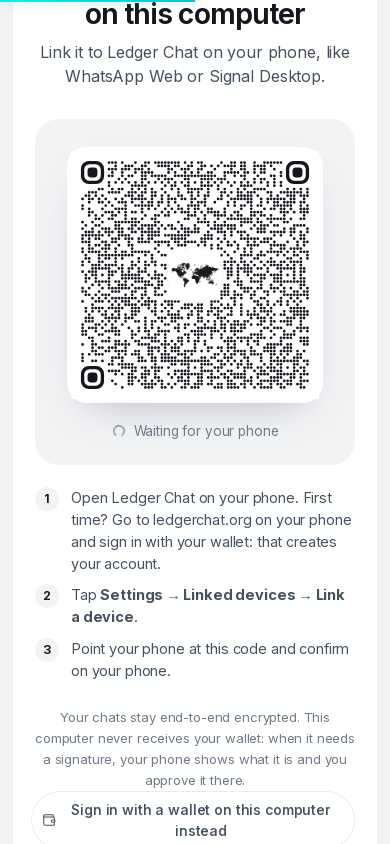 on this computer
Link it to Ledger Chat on your phone, like
WhatsApp Web or Signal Desktop.
Waiting for your phone
1 Open Ledger Chat on your phone. First
time? Go to ledgerchat.org on your phone
and sign in with your wallet: that creates
your account.
2 Tap Settings → Linked devices → Link
a device.
3 Point your phone at this code and confirm
on your phone.
Your chats stay end-to-end encrypted. This
computer never receives your wallet: when it needs
a signature, your phone shows what it is and you
approve it there.
Sign in with a wallet on this computer
instead